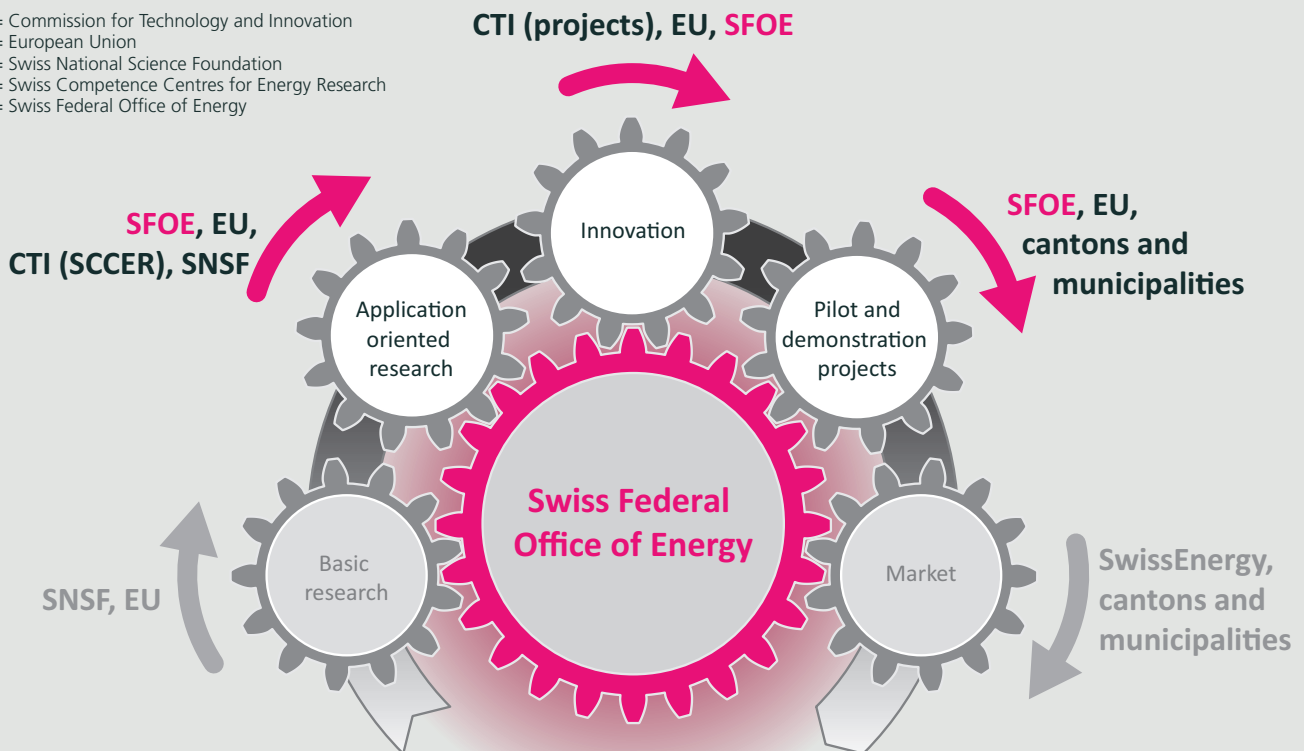 = Commission for Technology and Innovation
= European Union
= Swiss National Science Foundation
= Swiss Competence Centres for Energy Research
= Swiss Federal Office of Energy
CTI (projects), EU, SFOE
SFOE, EU,
CTI (SCCER), SNSF
SFOE, EU,
cantons and
municipalities
Innovation
Application
oriented
research
Pilot and
demonstration
projects
Swiss Federal
Office of Energy
Basic
research
Market
SNSF, EU
SwissEnergy,
cantons and
municipalities